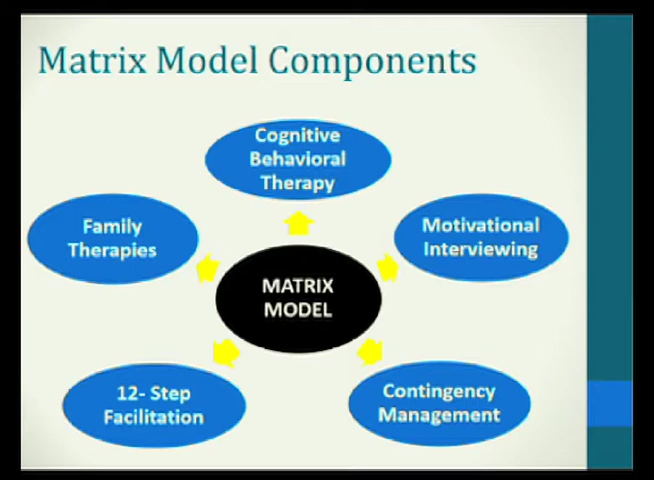 Matrix Model Components
Cognitive
Behavioral
Therapy
Family
Therapies
Motivational
Interviewing
MATRIX
MODEL
12- Step
Facilitation
Contingency
Management